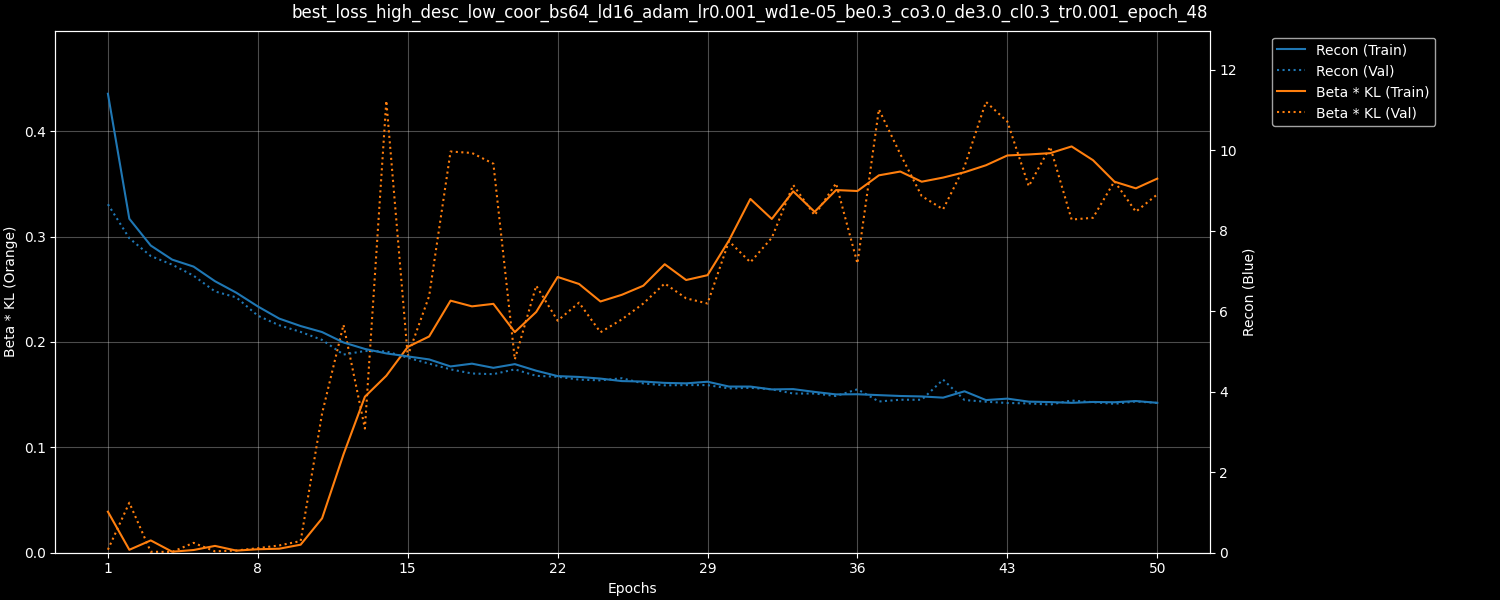 best_loss_high_desc_low_coor_bs64_ld16_adam_lr0.001_wd1e-05_be0.3_co3.0_de3.0_cl0.3_tr0.001_epoch_48
Recon (Train)
Recon (Val)
Beta * KL (Train)
Beta * KL (Val)
Beta * KL (Orange)
0.4
0.3
0.2
0.1
0.0
12
10
8
6
4
2
0
Recon (Blue)
1 8 15 22 29 36 43 50
Epochs